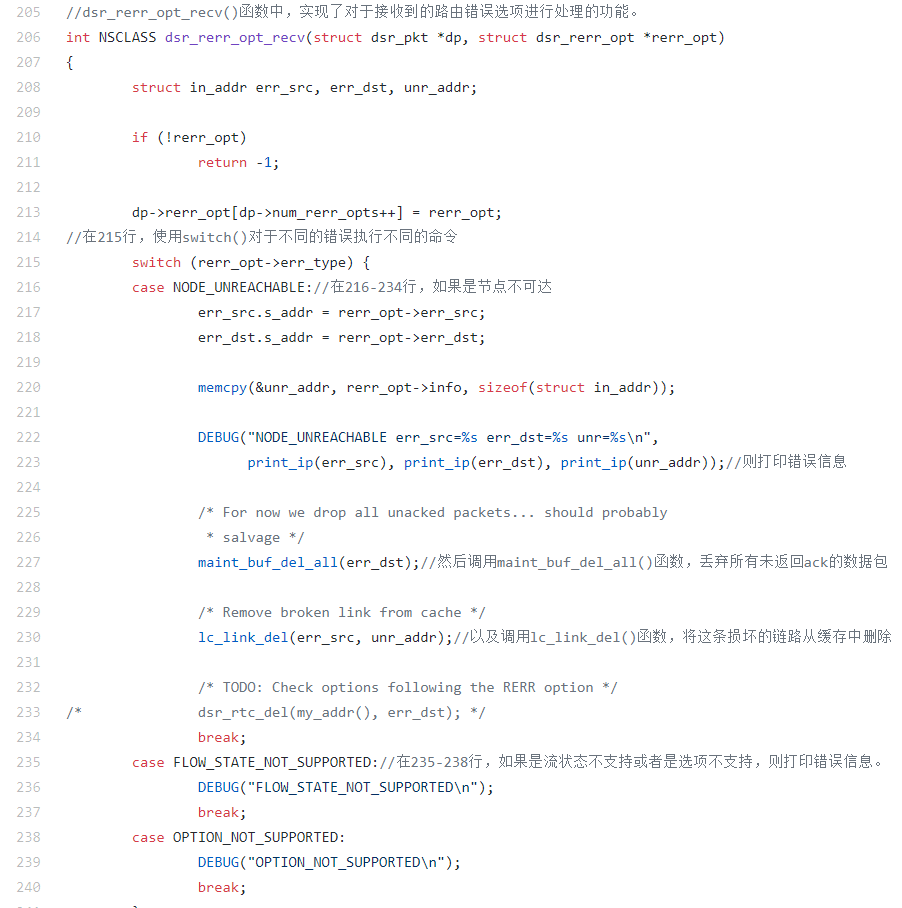 205 //dsr_rerr_opt_recv()函数中，实现了对于接收到的路由错误选项进行处理的功能。
206 int NSCLASS dsr_rerr_opt_recv(struct dsr_pkt *dp, struct dsr_rerr_opt *rerr_opt)
207 {
208 struct in_addr err_src, err_dst, unr_addr;
209
210 if (!rerr_opt)
211 return -1;
212
213 dp->rerr_opt[dp->num_rerr_opts++] = rerr_opt;
214 //在215行，使用switch()对于不同的错误执行不同的命令
215 switch (rerr_opt->err_type) {
216 case NODE_UNREACHABLE://在216-234行，如果是节点不可达
217 err_src.s_addr = rerr_opt->err_src;
218 err_dst.s_addr = rerr_opt->err_dst;
219
220 memcpy(&unr_addr, rerr_opt->info, sizeof(struct in_addr));
221
222 DEBUG("NODE_UNREACHABLE err_src=%s err_dst=%s unr=%s\n",
223 print_ip(err_src), print_ip(err_dst), print_ip(unr_addr));//则打印错误信息
224
225 /* For now we drop all unacked packets... should probably
226 * salvage */
227 maint_buf_del_all(err_dst);//然后调用maint_buf_del_all()函数，丢弃所有未返回ack的数据包
228
229 /* Remove broken link from cache */
230 lc_link_del(err_src, unr_addr);//以及调用lc_link_del()函数，将这条损坏的链路从缓存中删除
231
232 /* TODO: Check options following the RERR option */
233 /* dsr_rtc_del(my_addr(), err_dst); */
234 break;
235 case FLOW_STATE_NOT_SUPPORTED://在235-238行，如果是流状态不支持或者是选项不支持，则打印错误信息。
236 DEBUG("FLOW_STATE_NOT_SUPPORTED\n");
237 break;
238 case OPTION_NOT_SUPPORTED:
239 DEBUG("OPTION_NOT_SUPPORTED\n");
240 break;